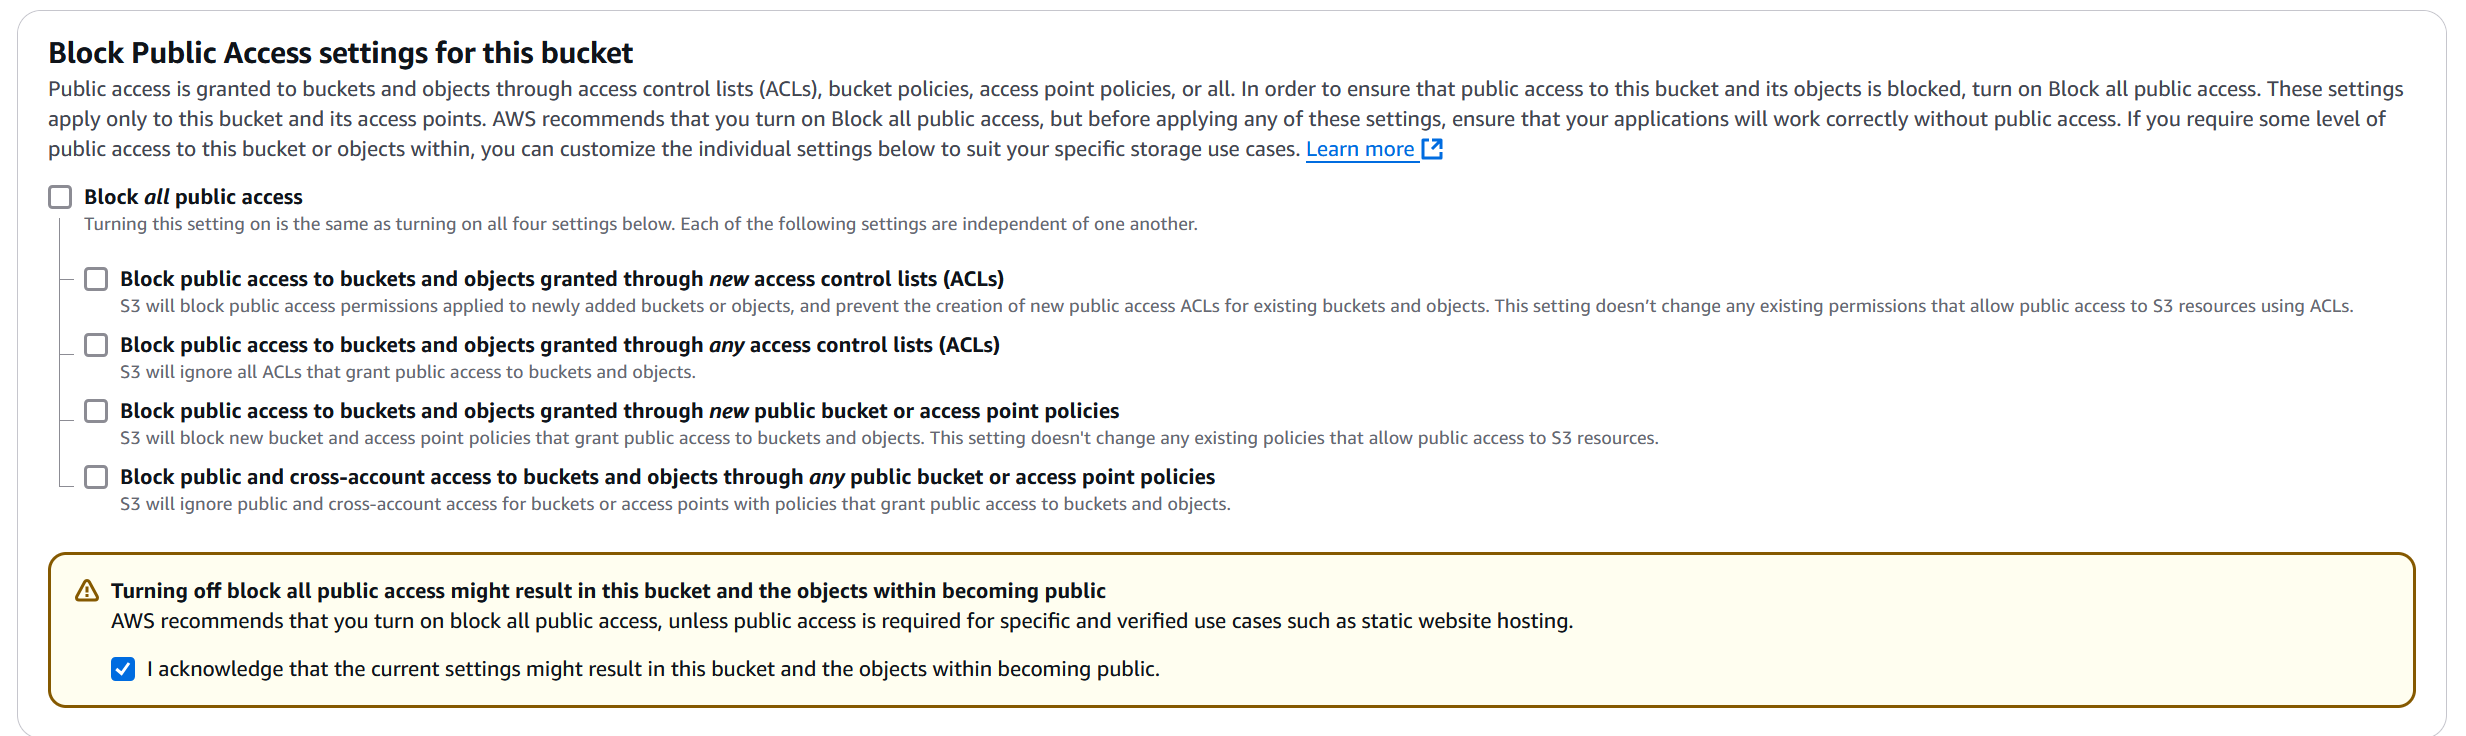 Block Public Access settings for this bucket
Public access is granted to buckets and objects through access control lists (ACLs), bucket policies, access point policies, or all. In order to ensure that public access to this bucket and its objects is blocked, turn on Block all public access. These settings
apply only to this bucket and its access points. AWS recommends that you turn on Block all public access, but before applying any of these settings, ensure that your applications will work correctly without public access. If you require some level of
public access to this bucket or objects within, you can customize the individual settings below to suit your specific storage use cases. Learn more
Block all public access
Turning this setting on is the same as turning on all four settings below. Each of the following settings are independent of one another.
Block public access to buckets and objects granted through new access control lists (ACLs)
S3 will block public access permissions applied to newly added buckets or objects, and prevent the creation of new public access ACLs for existing buckets and objects. This setting doesn’t change any existing permissions that allow public access to S3 resources using ACLs.
Block public access to buckets and objects granted through any access control lists (ACLs)
S3 will ignore all ACLs that grant public access to buckets and objects.
Block public access to buckets and objects granted through new public bucket or access point policies
S3 will block new bucket and access point policies that grant public access to buckets and objects. This setting doesn't change any existing policies that allow public access to S3 resources.
Block public and cross-account access to buckets and objects through any public bucket or access point policies
S3 will ignore public and cross-account access for buckets or access points with policies that grant public access to buckets and objects.
Turning off block all public access might result in this bucket and the objects within becoming public
AWS recommends that you turn on block all public access, unless public access is required for specific and verified use cases such as static website hosting.
I acknowledge that the current settings might result in this bucket and the objects within becoming public.